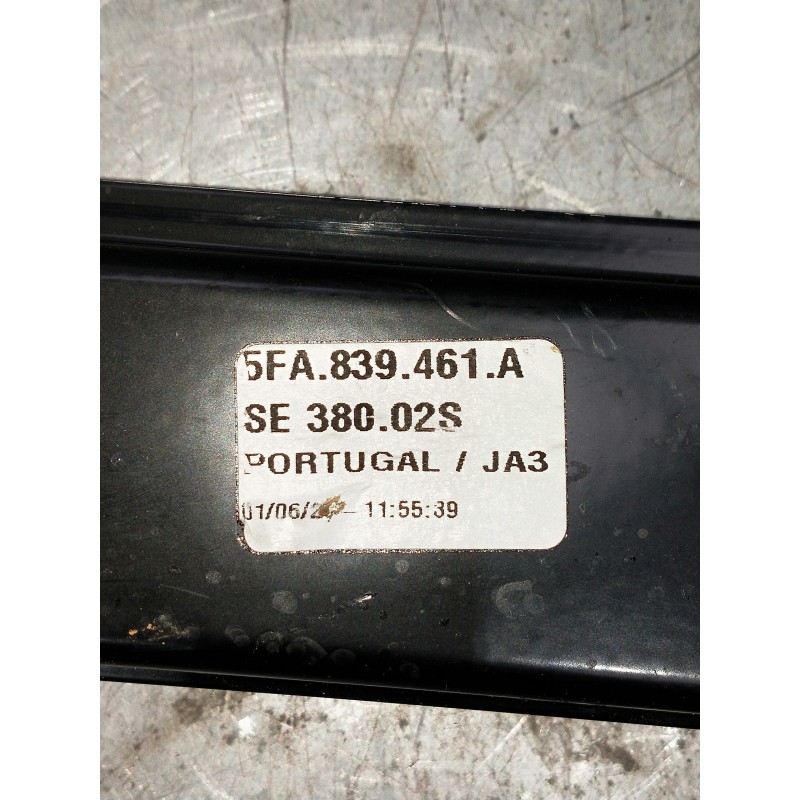 5FA.839.461.A
SE 380.02S
PORTUGAL / JA3
11:55:39